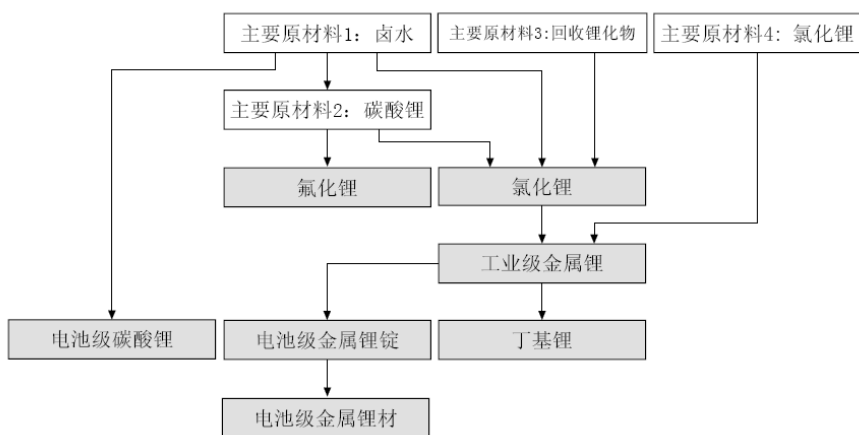 主要原材料1：卤水
主要原材料3:回收锂化物
主要原材料4：氯化锂
主要原材料2：碳酸锂
氟化锂
氯化锂
工业级金属锂
电池级碳酸锂
电池级金属锂锭
丁基锂
电池级金属锂材